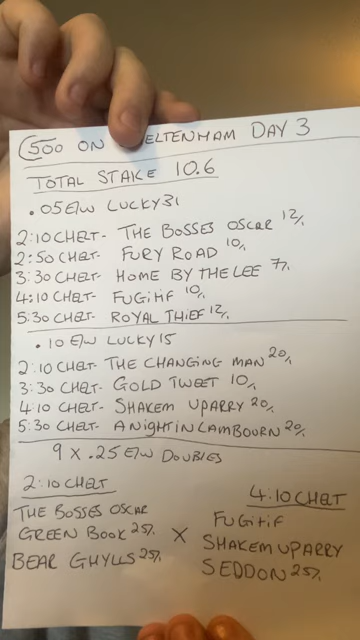 £500 ON CHELTENHAM DAY 3
TOTAL STAKE 10.6
.05 E/W LUCKY 31
2:10 CHELT- THE BOSSES OSCAR 12/1
2:50 CHELT- FURY ROAD 10/1
3:30 CHELT- HOME BY THE LEE 7/1
4:10 CHELT- FUGITIF 10/1
5:30 CHELT- ROYAL THIEF 12/1
.10 E/W LUCKY 15
2:10 CHELT- THE CHANGING MAN 20/1
3:30 CHELT- GOLD TWEET 10/1
4:10 CHELT- SHAKEM UPARRY 20/1
5:30 CHELT- A NIGHT IN LAMBOURN 20/1
9 X .25 E/W DOUBLES
2:10 CHELT
THE BOSSES OSCAR
GREEN BOOK 25/1
BEAR GHYLLS 25/1
X
4:10 CHELT
FUGITIF
SHAKEM UPARRY
SEDDON 25/1